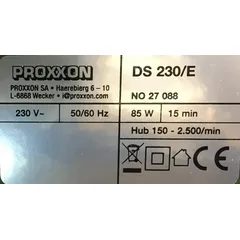 PROXXON
DS 230/E
PROXXON SA • Haerebierg 6 - 10
L-6868 Wecker • i@proxxon.com
NO 27 088
230 V~
50/60 Hz
85 W
15 min
Hub 150 - 2.500/min